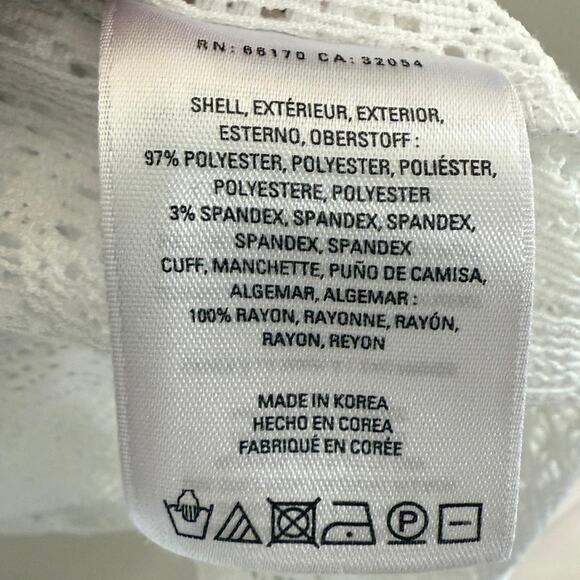 RN: 66170 CA: 32054
SHELL, EXTÉRIEUR, EXTERIOR,
ESTERNO, OBERSTOFF :
97% POLYESTER, POLYESTER, POLIÉSTER,
POLYESTERE, POLYESTER
3% SPANDEX, SPANDEX, SPANDEX,
SPANDEX, SPANDEX
CUFF, MANCHETTE, PUÑO DE CAMISA,
ALGEMAR, ALGEMAR :
100% RAYON, RAYONNE, RAYÓN,
RAYON, REYON
MADE IN KOREA
HECHO EN COREA
FABRIQUÉ EN CORÉE
P